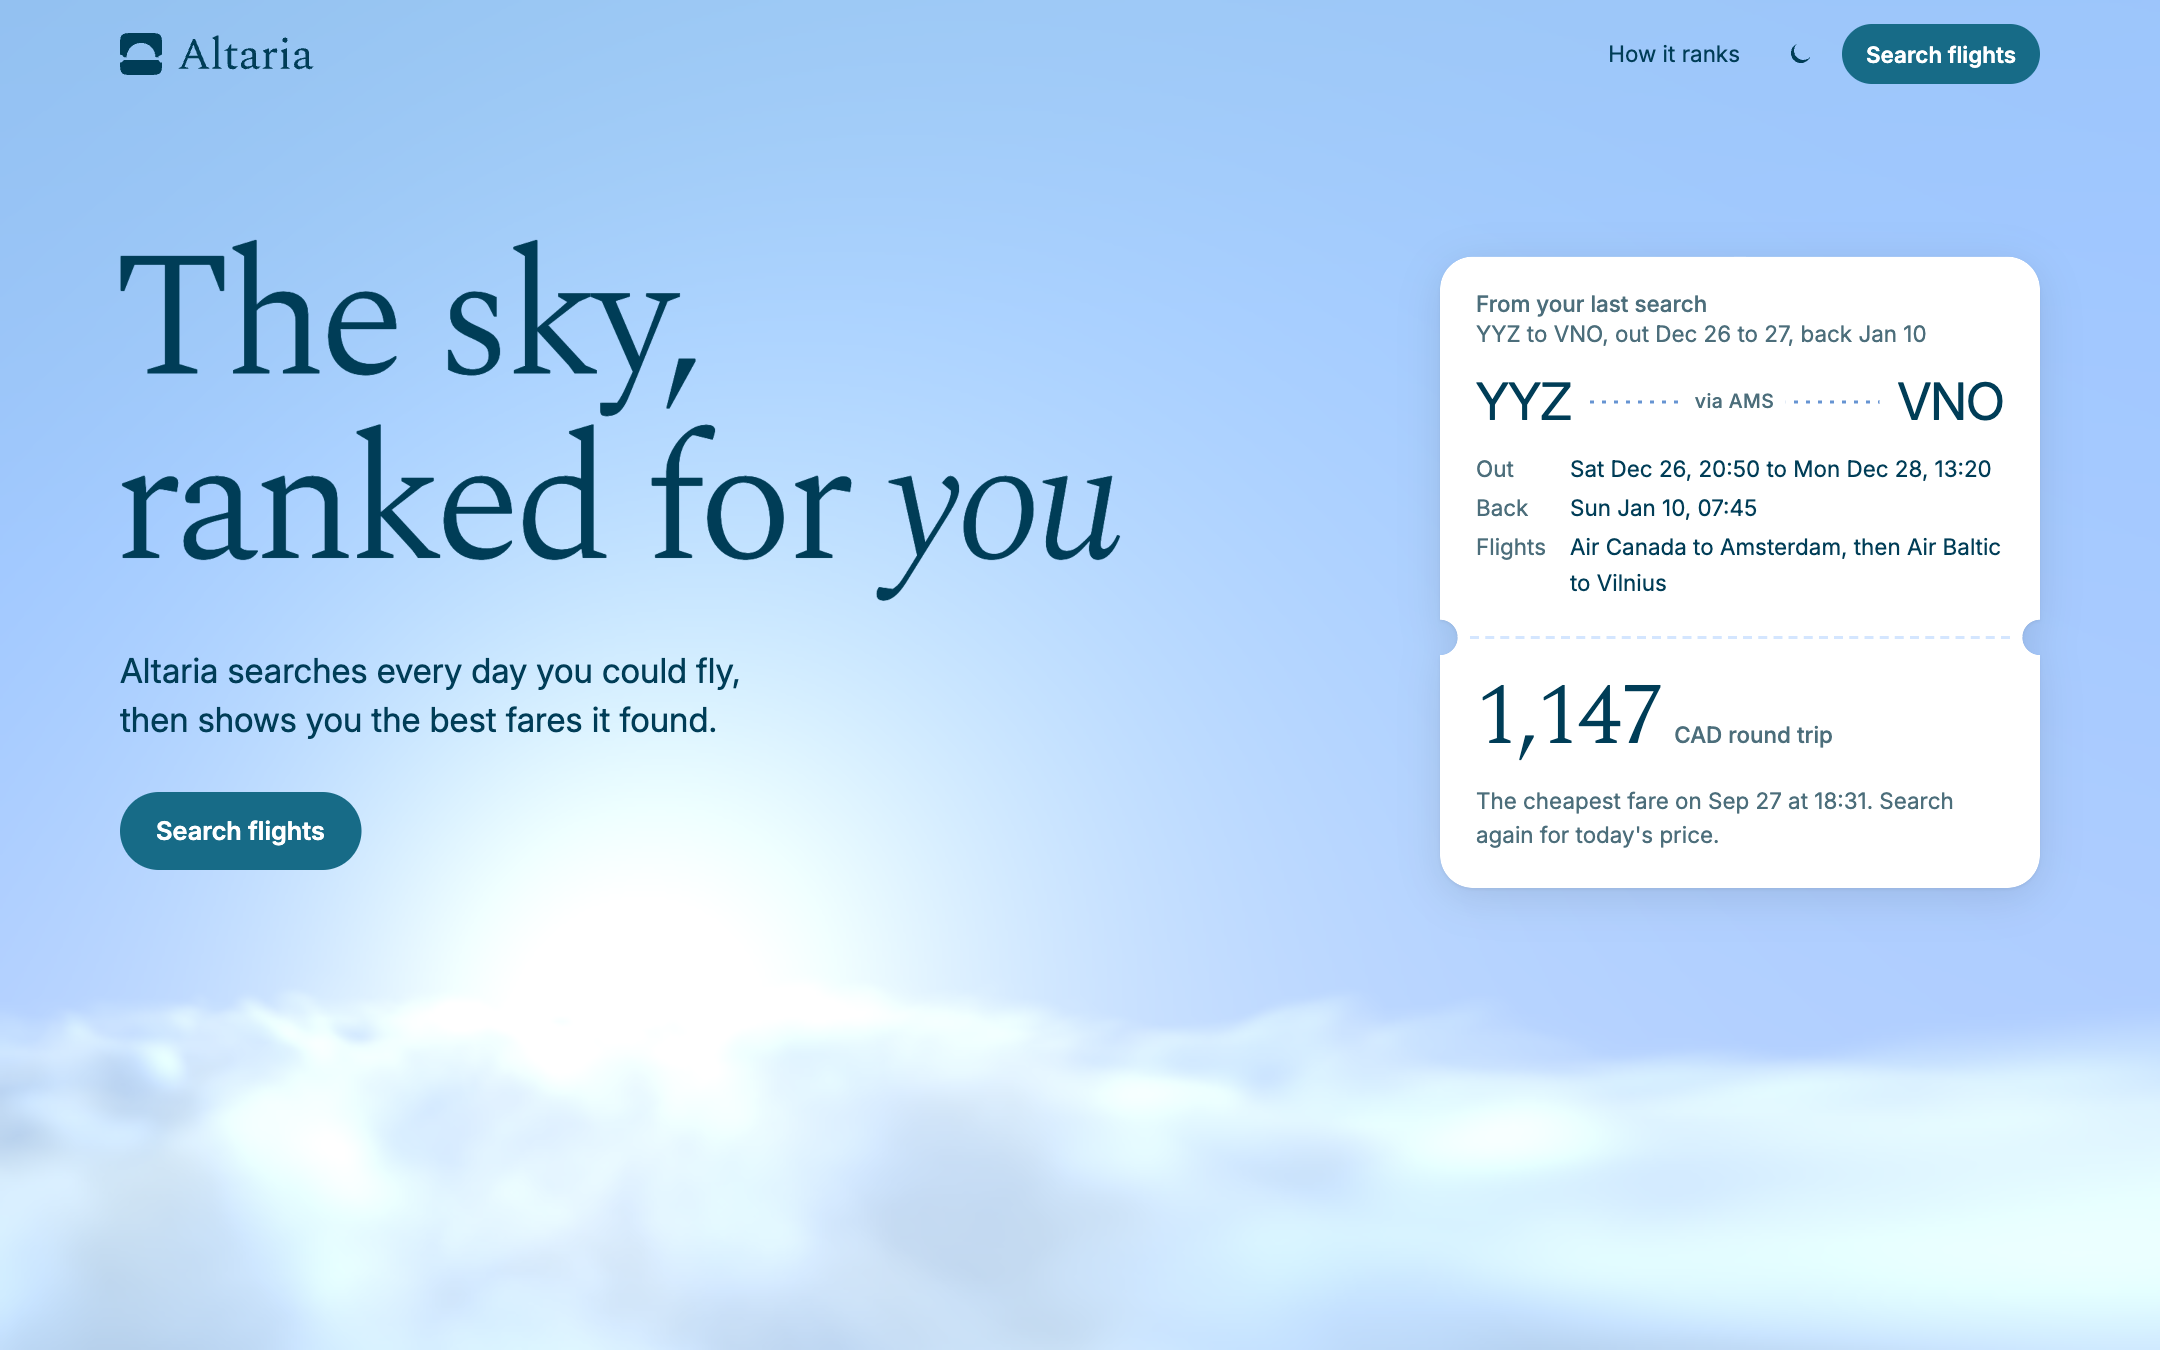 Altaria
How it ranks
Search flights
The sky,
ranked for you
Altaria searches every day you could fly,
then shows you the best fares it found.
Search flights
From your last search
YYZ to VNO, out Dec 26 to 27, back Jan 10
YYZ via AMS VNO
Out Sat Dec 26, 20:50 to Mon Dec 28, 13:20
Back Sun Jan 10, 07:45
Flights Air Canada to Amsterdam, then Air Baltic
to Vilnius
1,147 CAD round trip
The cheapest fare on Sep 27 at 18:31. Search
again for today's price.